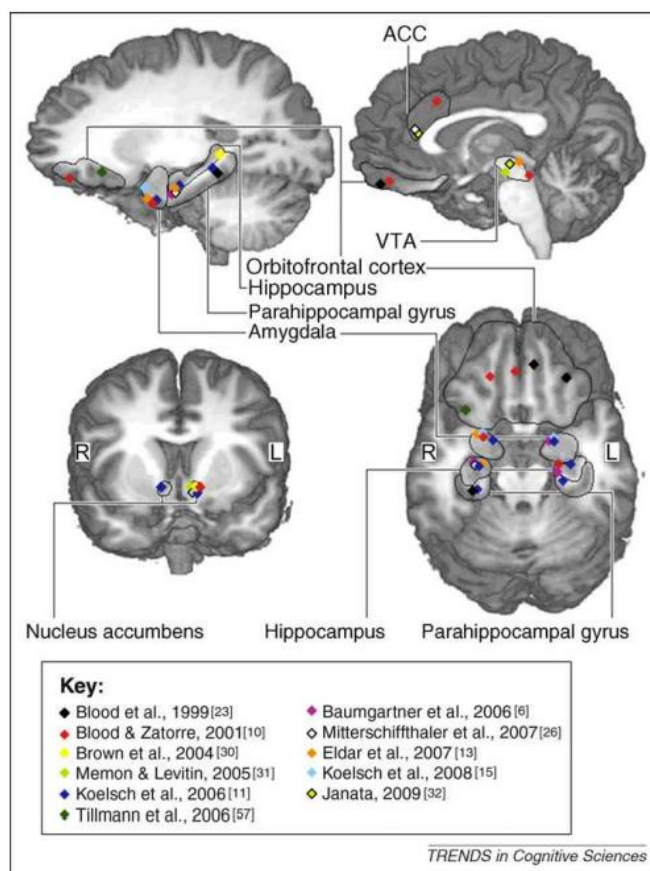 ACC
VTA
Orbitofrontal cortex
Hippocampus
Parahippocampal gyrus
Amygdala
R
L
R
L
Nucleus accumbens
Hippocampus
Parahippocampal gyrus
Key:
Blood et al., 1999[23]
Blood & Zatorre, 2001[10]
Brown et al., 2004[30]
Memon & Levitin, 2005[31]
Koelsch et al., 2006[11]
Tillmann et al., 2006[57]
Baumgartner et al., 2006[6]
Mitterschiffthaler et al., 2007[26]
Eldar et al., 2007[13]
Koelsch et al., 2008[15]
Janata, 2009[32]
TRENDS in Cognitive Sciences